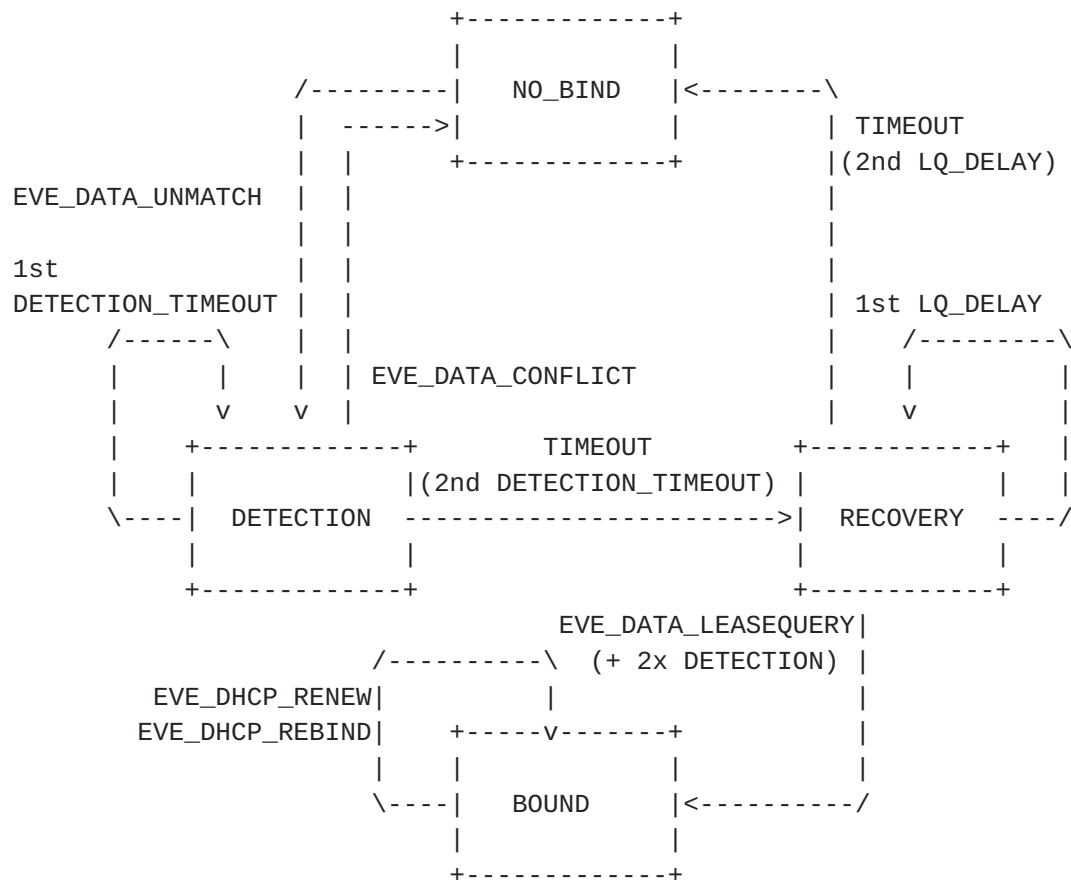 NO_BIND
TIMEOUT
(2nd LQ_DELAY)
EVE_DATA_UNMATCH
1st
DETECTION_TIMEOUT
1st LQ_DELAY
EVE_DATA_CONFLICT
TIMEOUT
(2nd DETECTION_TIMEOUT)
DETECTION
RECOVERY
EVE_DATA_LEASEQUERY
(+ 2x DETECTION)
EVE_DHCP_RENEW
EVE_DHCP_REBIND
BOUND